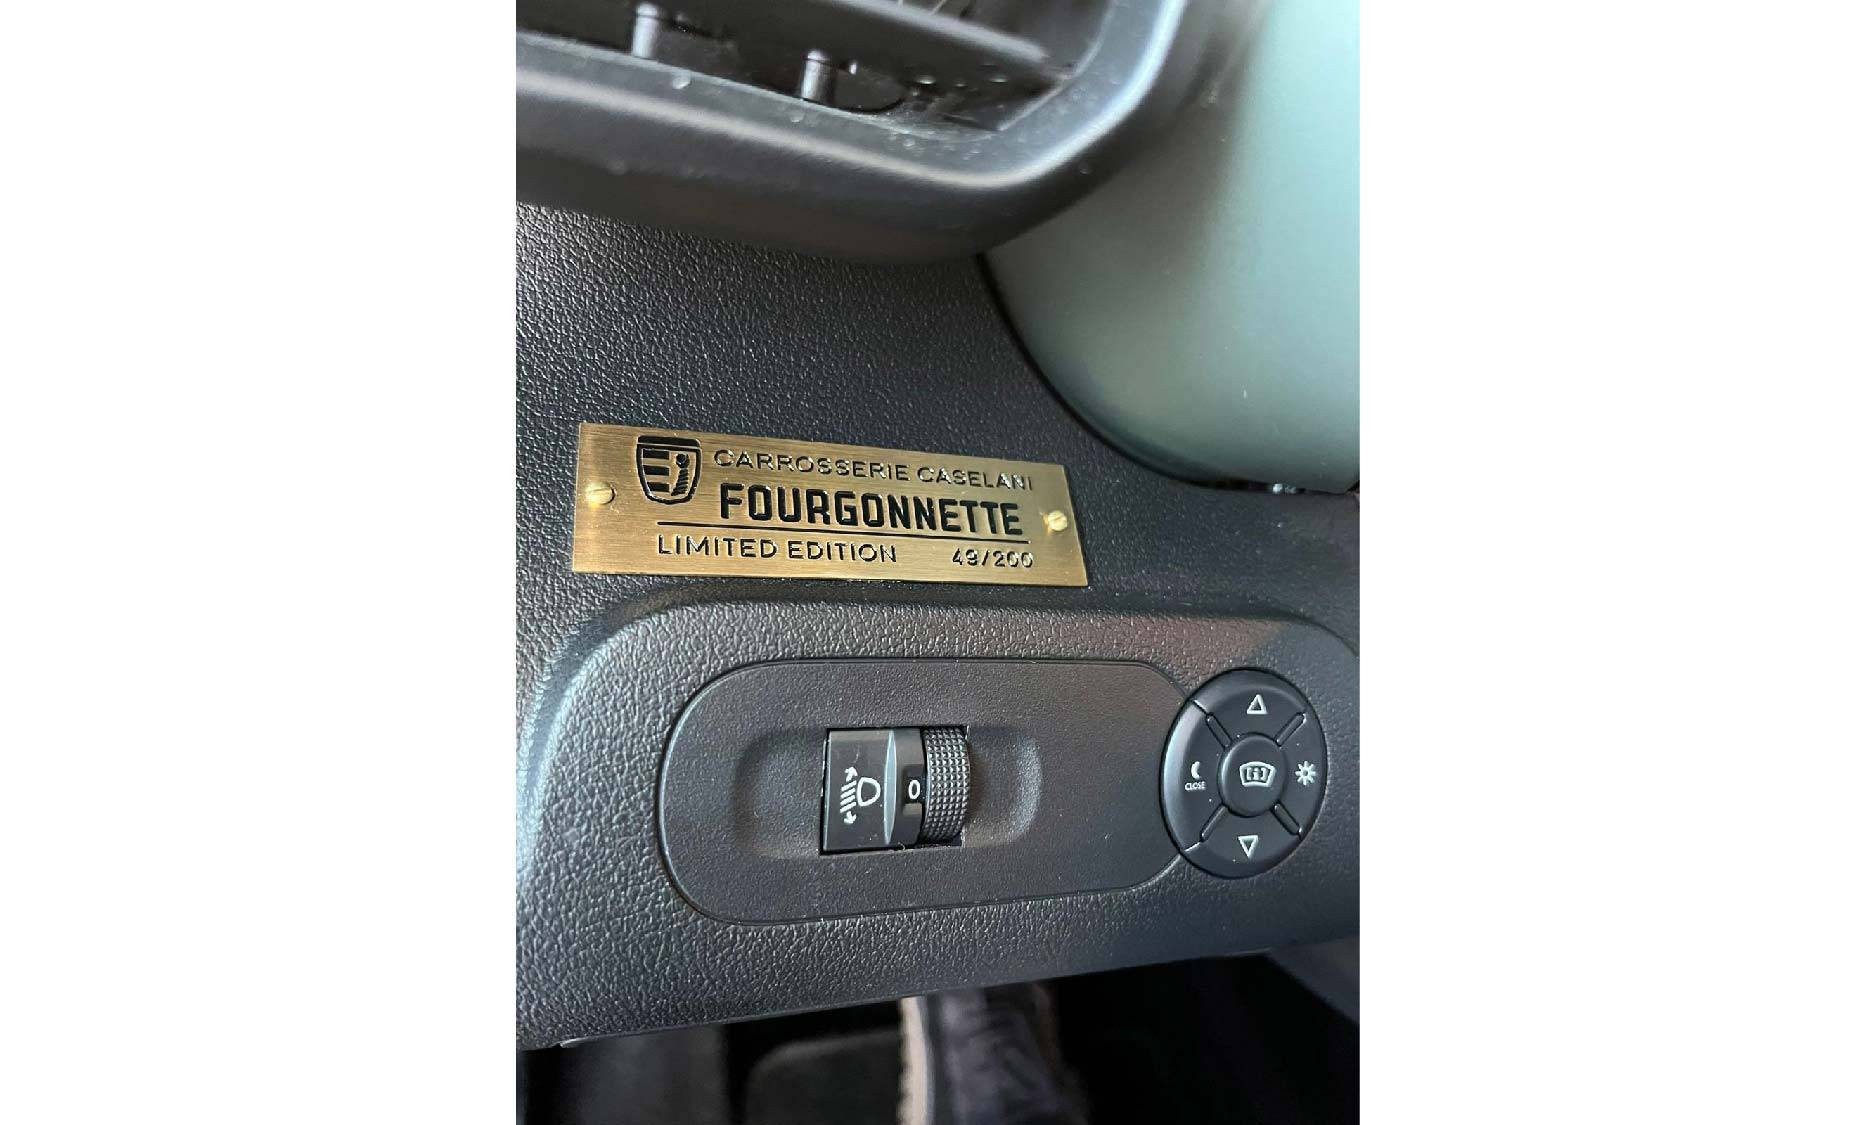 CARROSSERIE CASELANI
FOURGONNETTE
LIMITED EDITION 49/200
0
CLOSE